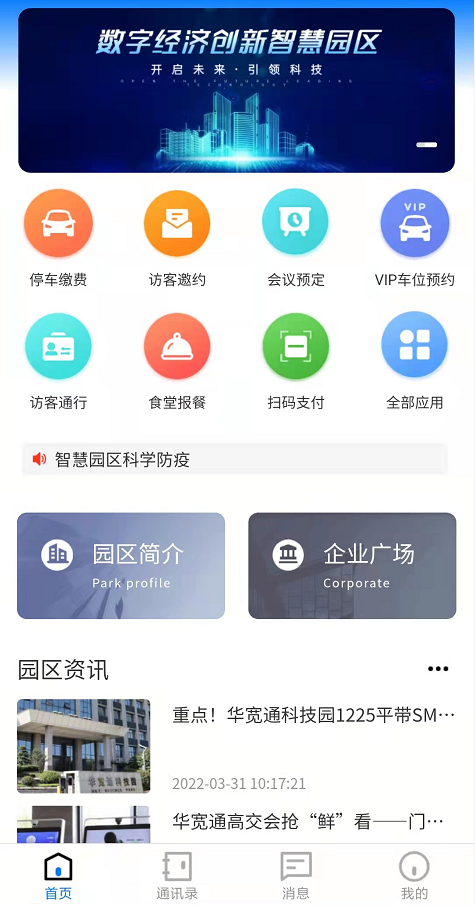 数字经济创新智慧园区
开启未来·引领科技
VIP
停车缴费
访客邀约
会议预定
VIP车位预约
访客通行
食堂报餐
扫码支付
全部应用
智慧园区科学防疫
园区简介
Park profile
企业广场
Corporate
园区资讯
重点！华宽通科技园1225平带SM…
2022-03-31 10:17:21
华宽通高交会抢“鲜”看——门…
首页
通讯录
消息
我的